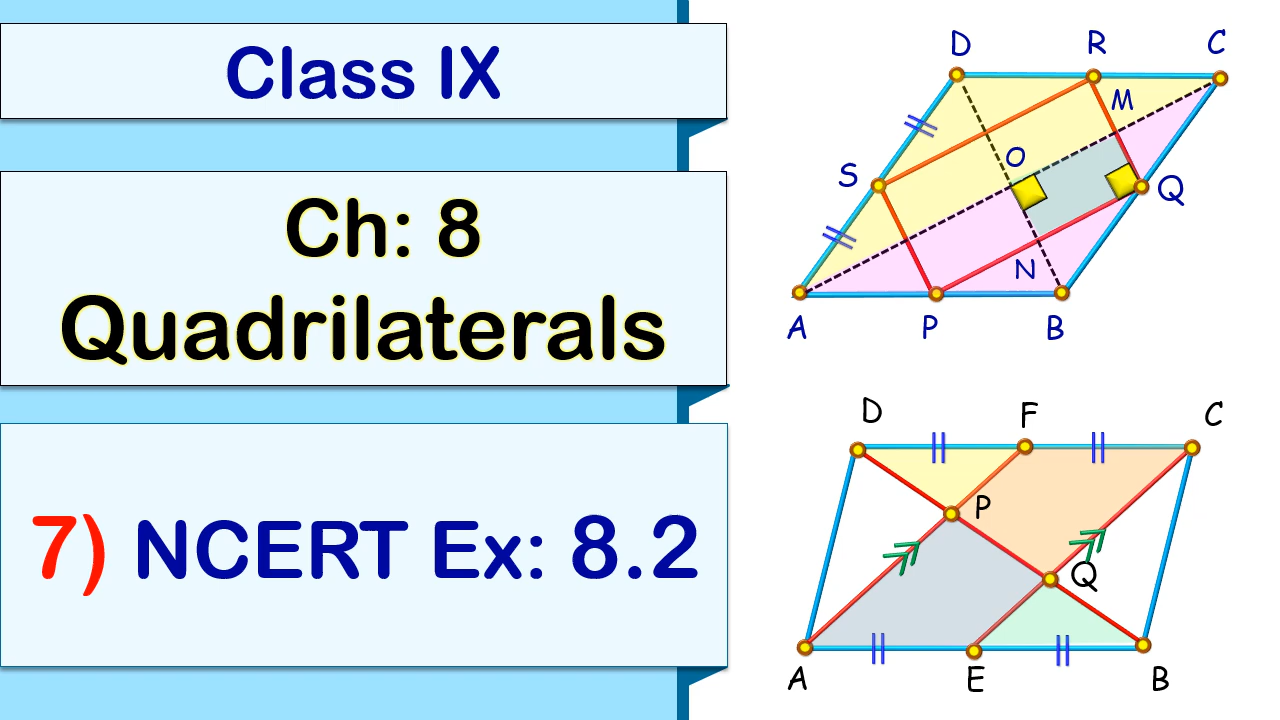 Class IX
Ch: 8
Quadrilaterals
7) NCERT Ex: 8.2
D R C
M
O
S Q
N
A P B
D F C
P
Q
A E B